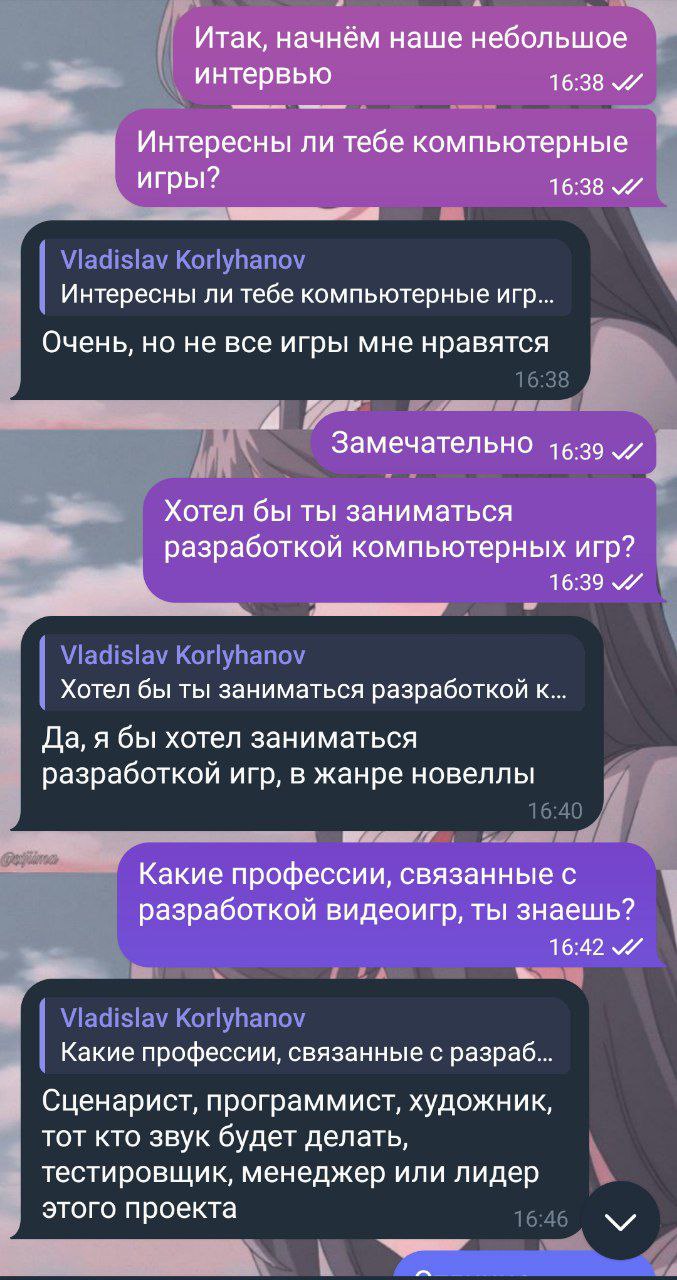 Итак, начнём наше небольшое
интервью
16:38
Интересны ли тебе компьютерные
игры?
16:38
Vladislav Korlyhanov
Интересны ли тебе компьютерные игр...
Очень, но не все игры мне нравятся
16:38
Замечательно 16:39
Хотел бы ты заниматься
разработкой компьютерных игр?
16:39
Vladislav Korlyhanov
Хотел бы ты заниматься разработкой к...
Да, я бы хотел заниматься
разработкой игр, в жанре новеллы
16:40
Какие профессии, связанные с
разработкой видеоигр, ты знаешь?
16:42
Vladislav Korlyhanov
Какие профессии, связанные с разраб...
Сценарист, программист, художник,
тот кто звук будет делать,
тестировщик, менеджер или лидер
этого проекта
16:46